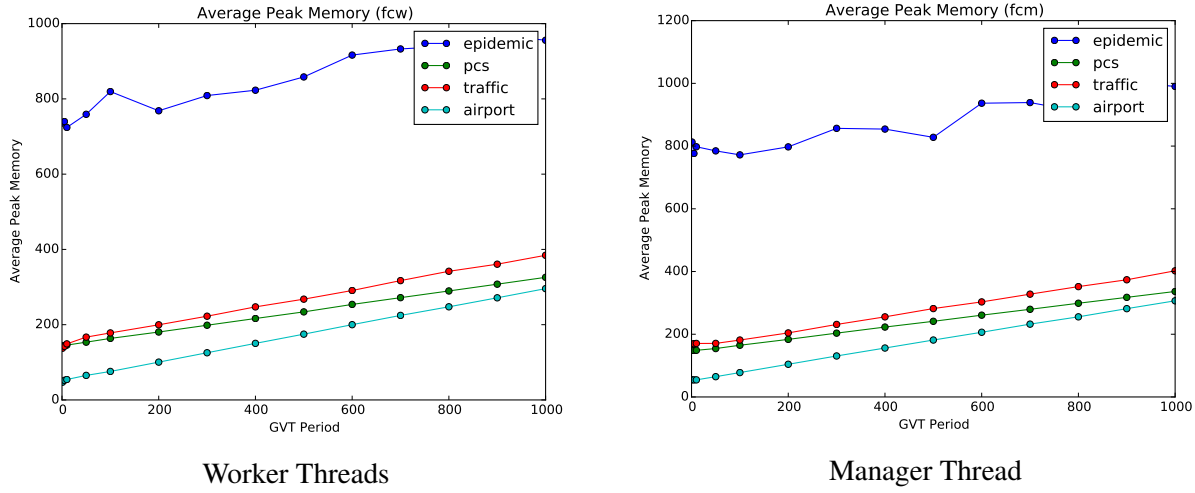 Average Peak Memory (fcw)
1000
800
600
400
200
0
Average Peak Memory
0 200 400 600 800 1000
GVT Period
epidemic
pcs
traffic
airport
Worker Threads
Average Peak Memory (fcm)
1200
1000
800
600
400
200
0
Average Peak Memory
0 200 400 600 800 1000
GVT Period
epidemic
pcs
traffic
airport
Manager Thread